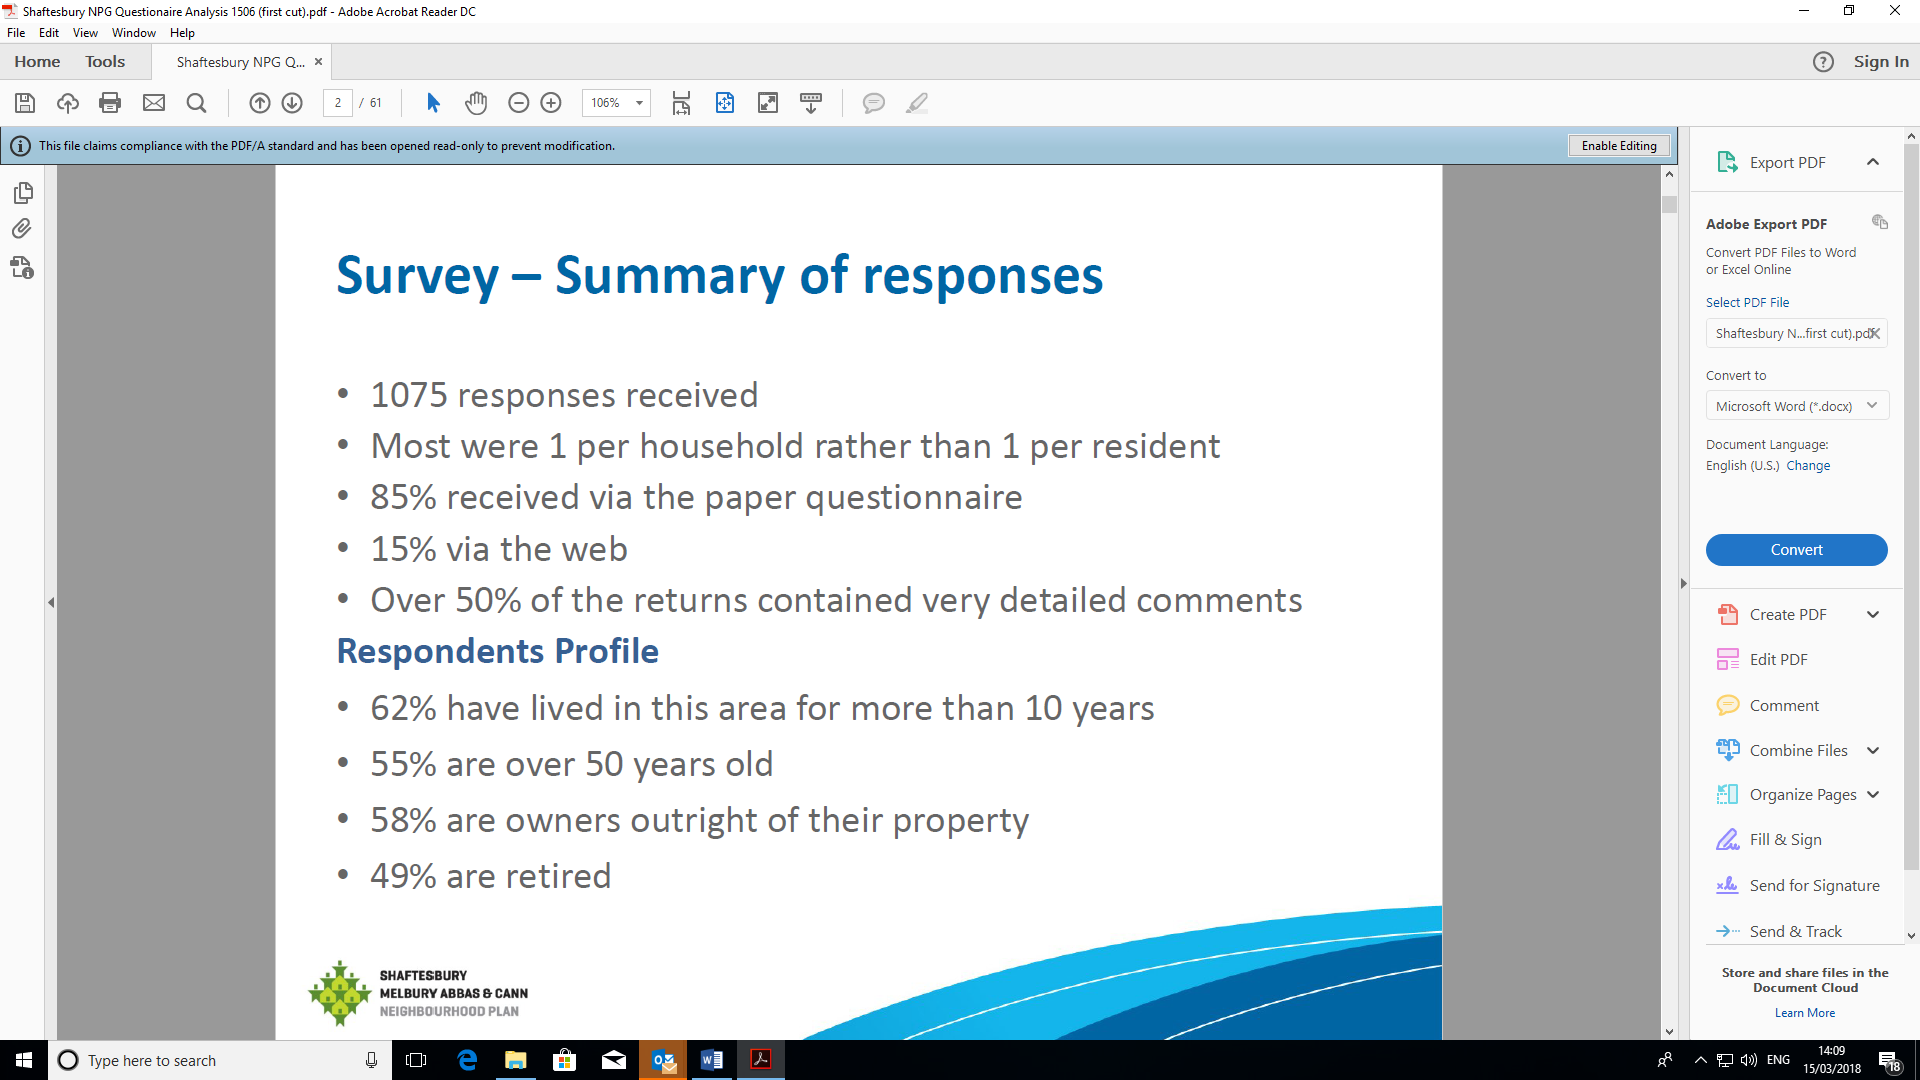 Shaftesbury NPG Questionaire Analysis 1506 (first cut).pdf - Adobe Acrobat Reader DC
File Edit View Window Help
Home Tools Shaftesbury NPG Q... × Sign In
2 / 61 106%
This file claims compliance with the PDF/A standard and has been opened read-only to prevent modification. Enable Editing
Survey – Summary of responses
• 1075 responses received
• Most were 1 per household rather than 1 per resident
• 85% received via the paper questionnaire
• 15% via the web
• Over 50% of the returns contained very detailed comments
Respondents Profile
• 62% have lived in this area for more than 10 years
• 55% are over 50 years old
• 58% are owners outright of their property
• 49% are retired
SHAFTESBURY
MELBURY ABBAS & CANN
NEIGHBOURHOOD PLAN
Export PDF
Adobe Export PDF
Convert PDF Files to Word
or Excel Online
Select PDF File
Shaftesbury N...first cut).pdf
Convert to
Microsoft Word (*.docx)
Document Language:
English (U.S.) Change
Convert
Create PDF
Edit PDF
Comment
Combine Files
Organize Pages
Fill & Sign
Send for Signature
Send & Track
Store and share files in the
Document Cloud
Learn More
Type here to search
ENG
14:09
15/03/2018
18